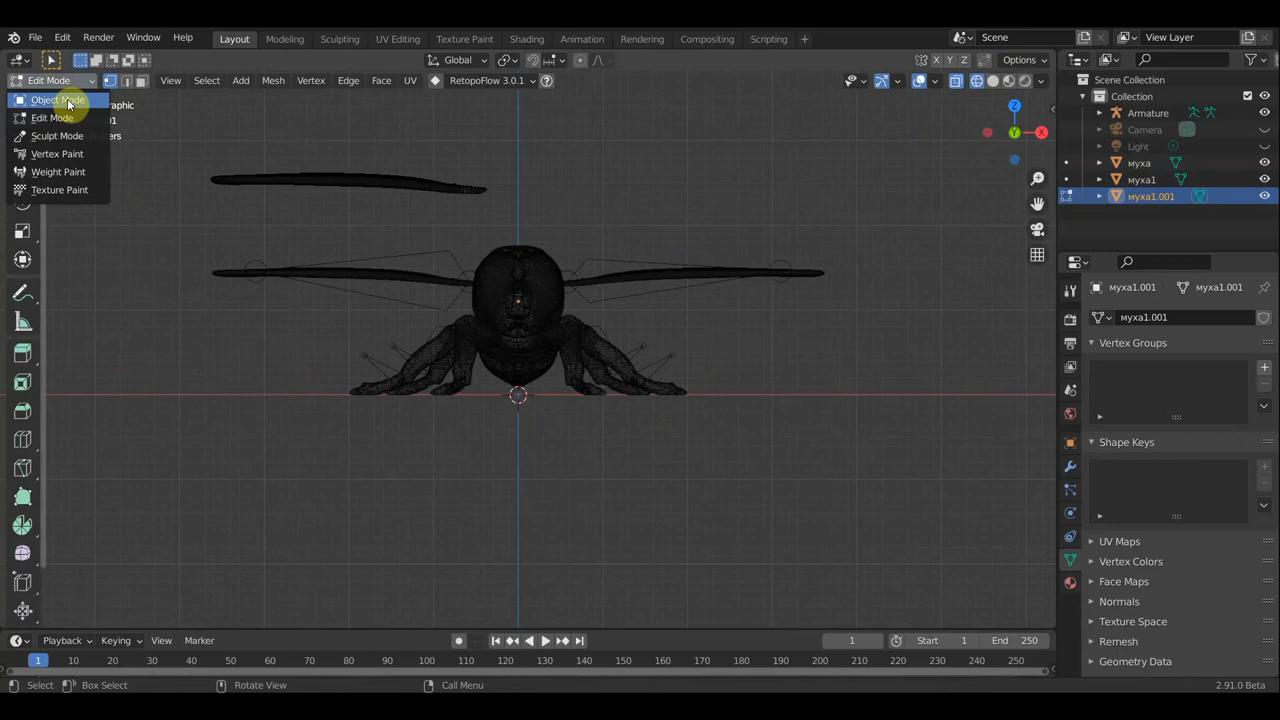 File Edit Render Window Help Layout Modeling Sculpting UV Editing Texture Paint Shading Animation Rendering Compositing Scripting + Scene View Layer
Global X Y Z Options
Edit Mode View Select Add Mesh Vertex Edge Face UV RetopoFlow 3.0.1
Scene Collection
Object Mode
raphic
Collection
Edit Mode
01
Armature
Sculpt Mode
ers
Camera
Vertex Paint
Light
Weight Paint
муха
Texture Paint
муха1
муха1.001
Z
Y
X
муха1.001 муха1.001
муха1.001
Vertex Groups
Shape Keys
UV Maps
Vertex Colors
Face Maps
Normals
Texture Space
Remesh
Geometry Data
Playback Keying View Marker 1 Start 1 End 250
1 10 20 30 40 50 60 70 80 90 100 110 120 130 140 150 160 170 180 190 200 210 220 230 240 250
Select Box Select Rotate View Call Menu 2.91.0 Beta